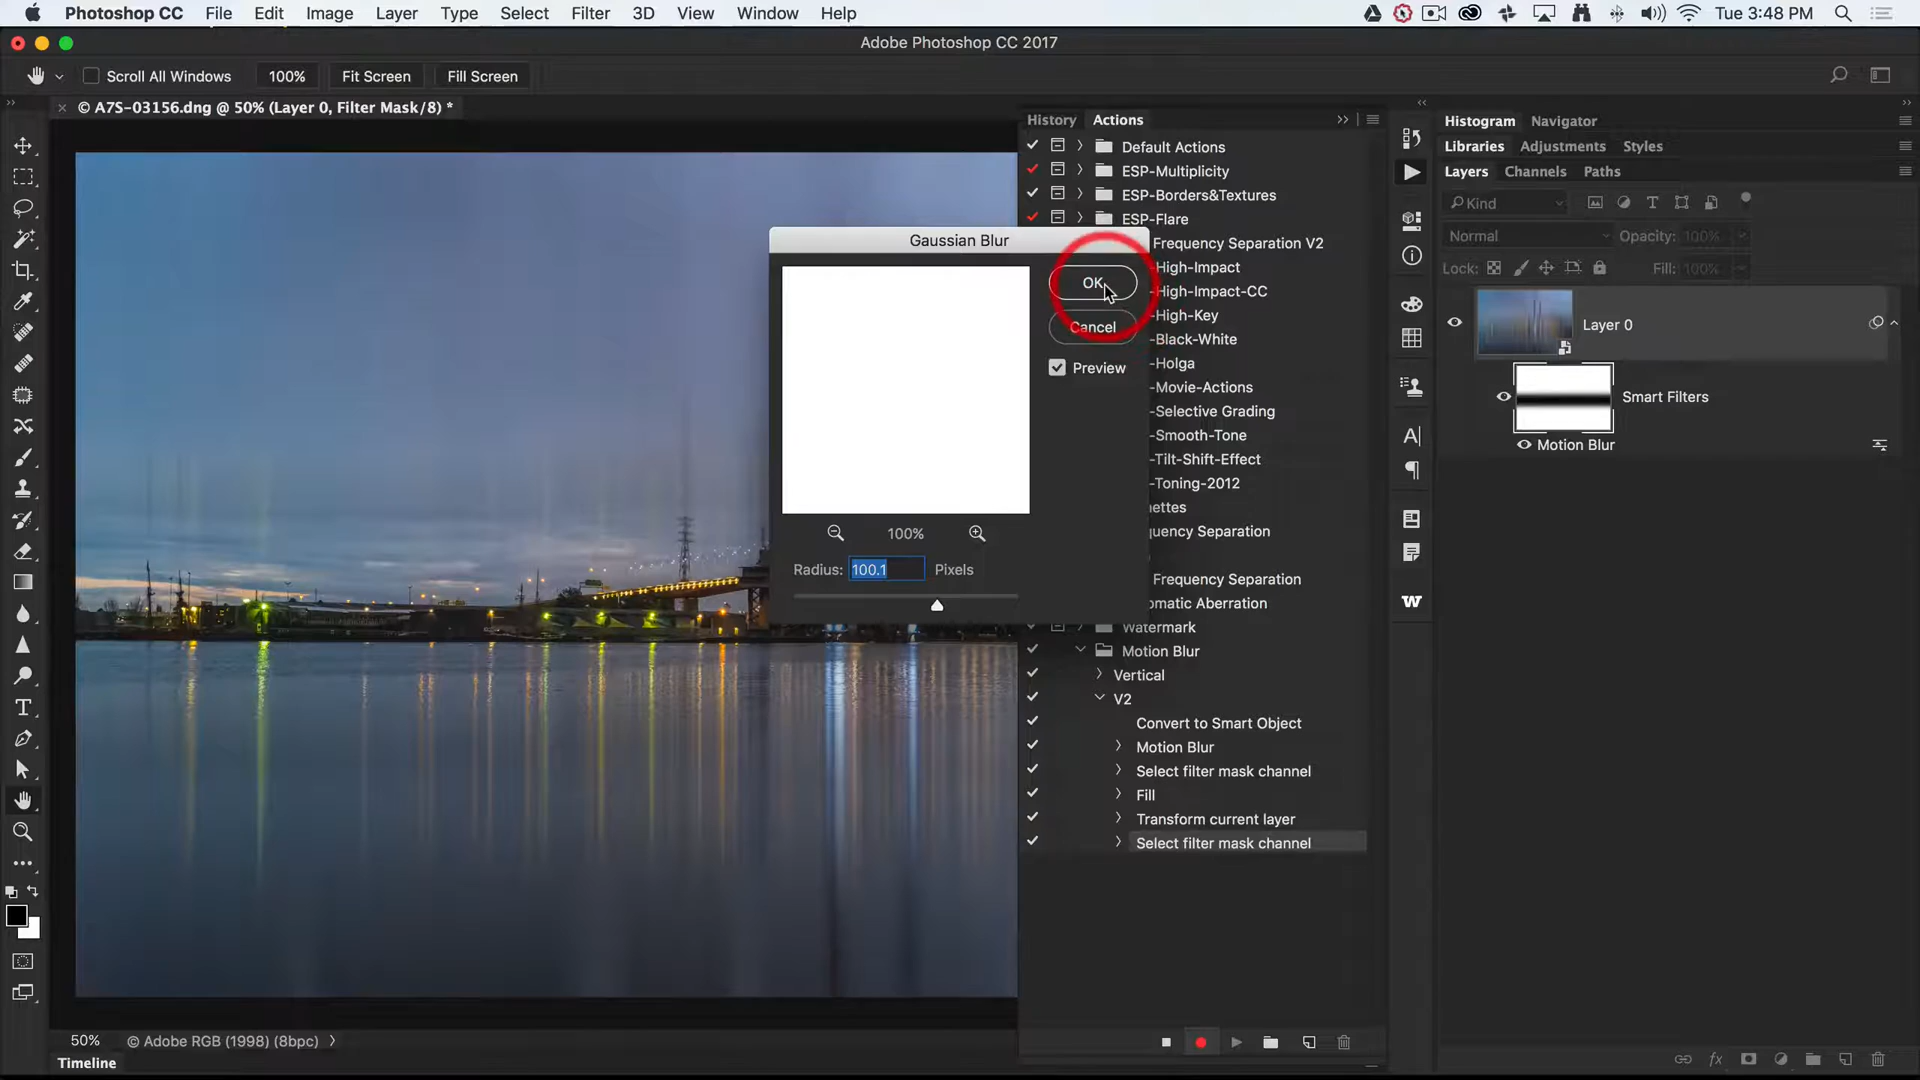 Photoshop CC File Edit Image Layer Type Select Filter 3D View Window Help Tue 3:48 PM
Adobe Photoshop CC 2017
Scroll All Windows 100% Fit Screen Fill Screen
× © A7S-03156.dng @ 50% (Layer 0, Filter Mask/8) *
History Actions
Default Actions
ESP-Multiplicity
ESP-Borders&Textures
ESP-Flare
Frequency Separation V2
-High-Impact
-High-Impact-CC
-High-Key
-Black-White
-Holga
-Movie-Actions
-Selective Grading
-Smooth-Tone
-Tilt-Shift-Effect
-Toning-2012
nettes
quency Separation
Frequency Separation
omatic Aberration
Watermark
Motion Blur
Vertical
V2
Convert to Smart Object
Motion Blur
Select filter mask channel
Fill
Transform current layer
Select filter mask channel
Gaussian Blur
OK
Cancel
Preview
100%
Radius: 100.1 Pixels
Histogram Navigator
Libraries Adjustments Styles
Layers Channels Paths
Kind
Normal Opacity: 100%
Lock: Fill: 100%
Layer 0
Smart Filters
Motion Blur
50% © Adobe RGB (1998) (8bpc)
Timeline